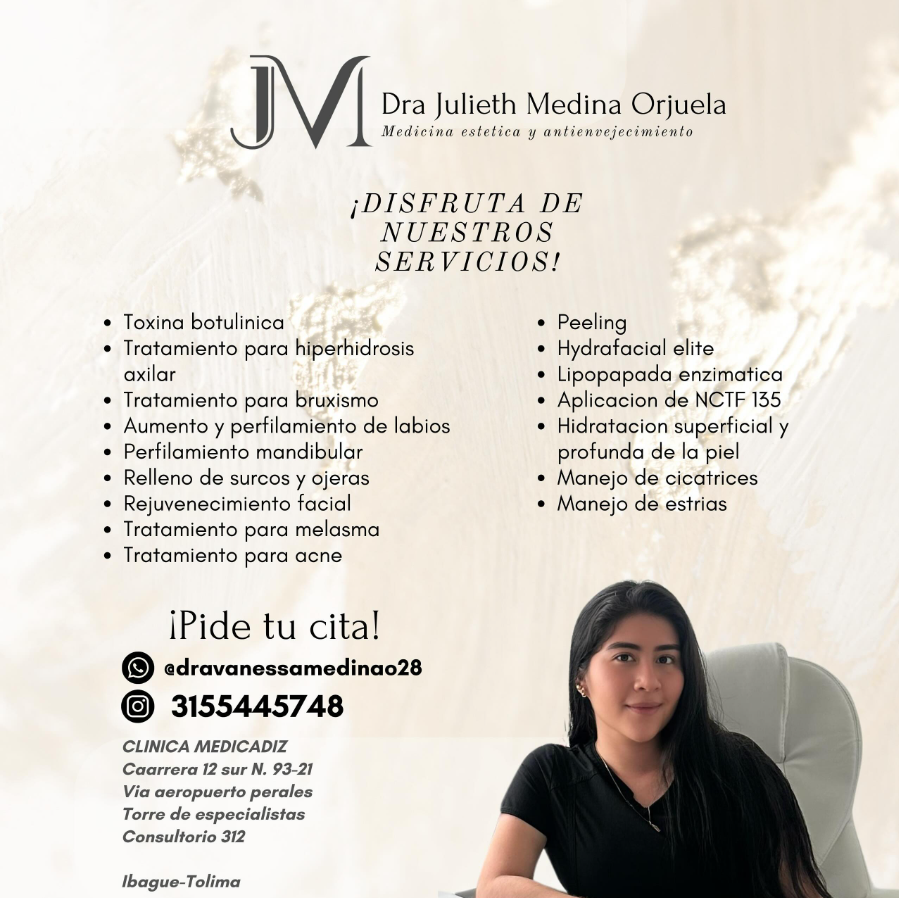 JM
Dra Julieth Medina Orjuela
Medicina estetica y antienvejecimiento
¡DISFRUTA DE
NUESTROS
SERVICIOS!
• Toxina botulinica
• Tratamiento para hiperhidrosis
axilar
• Tratamiento para bruxismo
• Aumento y perfilamiento de labios
• Perfilamiento mandibular
• Relleno de surcos y ojeras
• Rejuvenecimiento facial
• Tratamiento para melasma
• Tratamiento para acne
• Peeling
• Hydrafacial elite
• Lipopapada enzimatica
• Aplicacion de NCTF 135
• Hidratacion superficial y
profunda de la piel
• Manejo de cicatrices
• Manejo de estrias
¡Pide tu cita!
@dravanessamedinao28
3155445748
CLINICA MEDICADIZ
Caarrera 12 sur N. 93-21
Via aeropuerto perales
Torre de especialistas
Consultorio 312
Ibague-Tolima